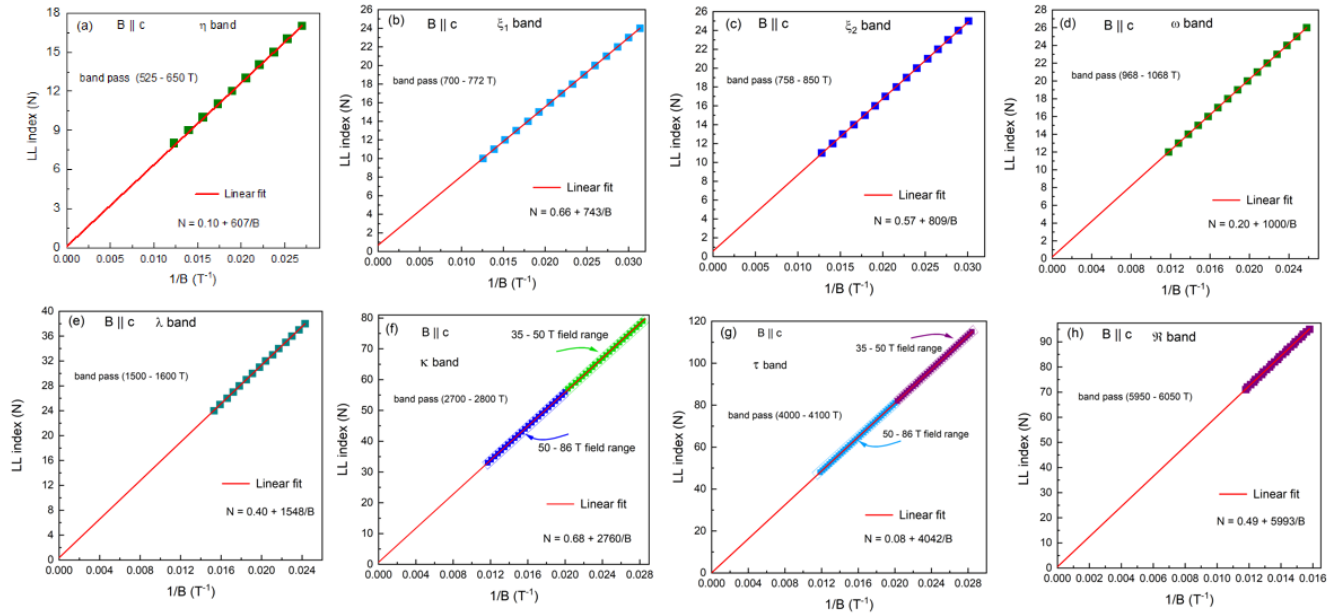 (a) B || c η band
band pass (525 - 650 T)
Linear fit
N = 0.10 + 607/B
LL index (N)
18
15
12
9
6
3
0
0.000 0.005 0.010 0.015 0.020 0.025
1/B (T⁻¹)
(b) B || c ξ₁ band
band pass (700 - 772 T)
Linear fit
N = 0.66 + 743/B
LL index (N)
26
24
22
20
18
16
14
12
10
8
6
4
2
0
0.000 0.005 0.010 0.015 0.020 0.025 0.030
1/B (T⁻¹)
(c) B || c ξ₂ band
band pass (758 - 850 T)
Linear fit
N = 0.57 + 809/B
LL index (N)
26
24
22
20
18
16
14
12
10
8
6
4
2
0
0.000 0.005 0.010 0.015 0.020 0.025 0.030
1/B (T⁻¹)
(d) B || c ω band
band pass (968 - 1068 T)
Linear fit
N = 0.20 + 1000/B
LL index (N)
28
26
24
22
20
18
16
14
12
10
8
6
4
2
0
0.000 0.004 0.008 0.012 0.016 0.020 0.024
1/B (T⁻¹)
(e) B || c λ band
band pass (1500 - 1600 T)
Linear fit
N = 0.40 + 1548/B
LL index (N)
40
36
32
28
24
20
16
12
8
4
0
0.000 0.004 0.008 0.012 0.016 0.020 0.024
1/B (T⁻¹)
(f) B || c
35 - 50 T field range
κ band
band pass (2700 - 2800 T)
50 - 86 T field range
Linear fit
N = 0.68 + 2760/B
LL index (N)
80
70
60
50
40
30
20
10
0
0.000 0.004 0.008 0.012 0.016 0.020 0.024 0.028
1/B (T⁻¹)
(g) B || c
35 - 50 T field range
τ band
band pass (4000 - 4100 T)
50 - 86 T field range
Linear fit
N = 0.08 + 4042/B
LL index (N)
120
100
80
60
40
20
0
0.000 0.004 0.008 0.012 0.016 0.020 0.024 0.028
1/B (T⁻¹)
(h) B || c ℜ band
band pass (5950 - 6050 T)
Linear fit
N = 0.49 + 5993/B
LL index (N)
90
80
70
60
50
40
30
20
10
0
0.000 0.002 0.004 0.006 0.008 0.010 0.012 0.014 0.016
1/B (T⁻¹)